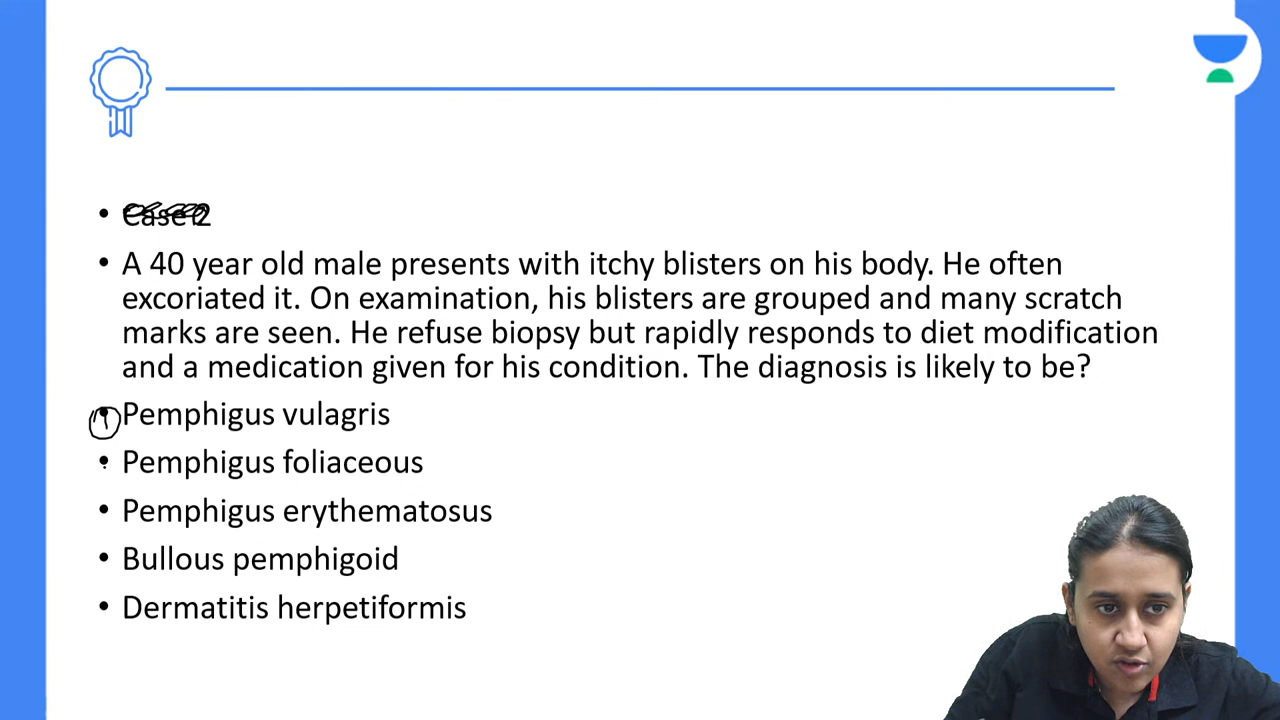 Case 2
A 40 year old male presents with itchy blisters on his body. He often
excoriated it. On examination, his blisters are grouped and many scratch
marks are seen. He refuse biopsy but rapidly responds to diet modification
and a medication given for his condition. The diagnosis is likely to be?
Pemphigus vulagris
Pemphigus foliaceous
Pemphigus erythematosus
Bullous pemphigoid
Dermatitis herpetiformis